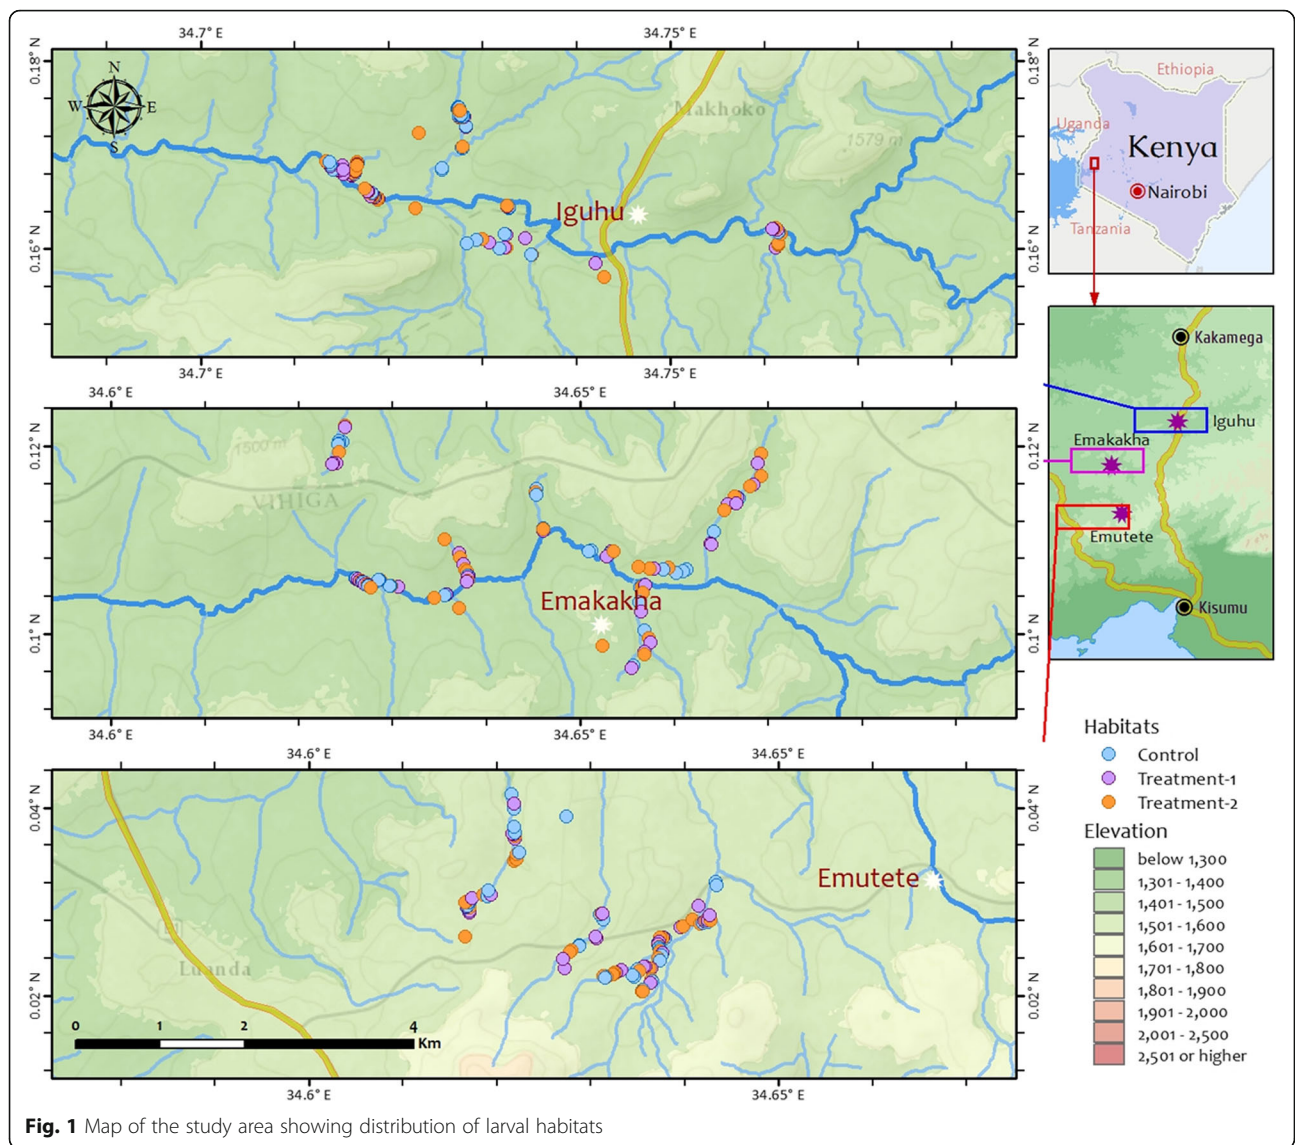 34.7° E
34.75° E
0.18° N
0.18° N
N
W
E
S
Makhoko
1579 m
Iguhu
0.16° N
0.16° N
34.7° E
34.75° E
Ethiopia
Uganda
Kenya
Nairobi
Tanzania
34.6° E
34.65° E
0.12° N
0.12° N
1500 m
VIHIGA
Emakakha
0.1° N
0.1° N
34.6° E
34.65° E
Kakamega
Iguhu
Emakakha
Emutete
Kisumu
34.6° E
34.65° E
0.04° N
0.04° N
Emutete
Luanda
0.02° N
0.02° N
0
1
2
4
Km
34.6° E
34.65° E
Habitats
Control
Treatment-1
Treatment-2
Elevation
below 1,300
1,301 - 1,400
1,401 - 1,500
1,501 - 1,600
1,601 - 1,700
1,701 - 1,800
1,801 - 1,900
1,901 - 2,000
2,001 - 2,500
2,501 or higher
Fig. 1 Map of the study area showing distribution of larval habitats